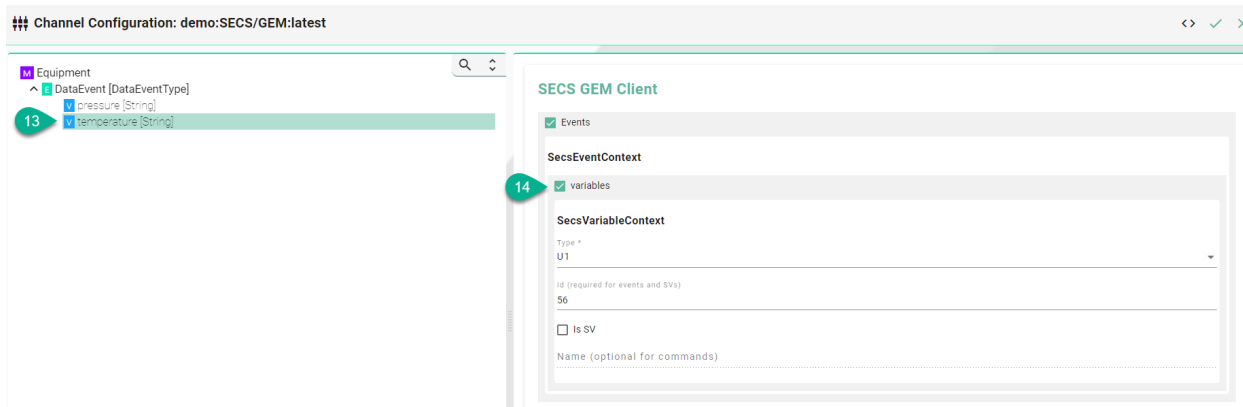 Channel Configuration: demo:SECS/GEM:latest
M Equipment
E DataEvent [DataEventType]
V pressure [String]
13
V temperature [String]
SECS GEM Client
Events
SecsEventContext
14
variables
SecsVariableContext
Type *
U1
Id (required for events and SVs)
56
Is SV
Name (optional for commands)